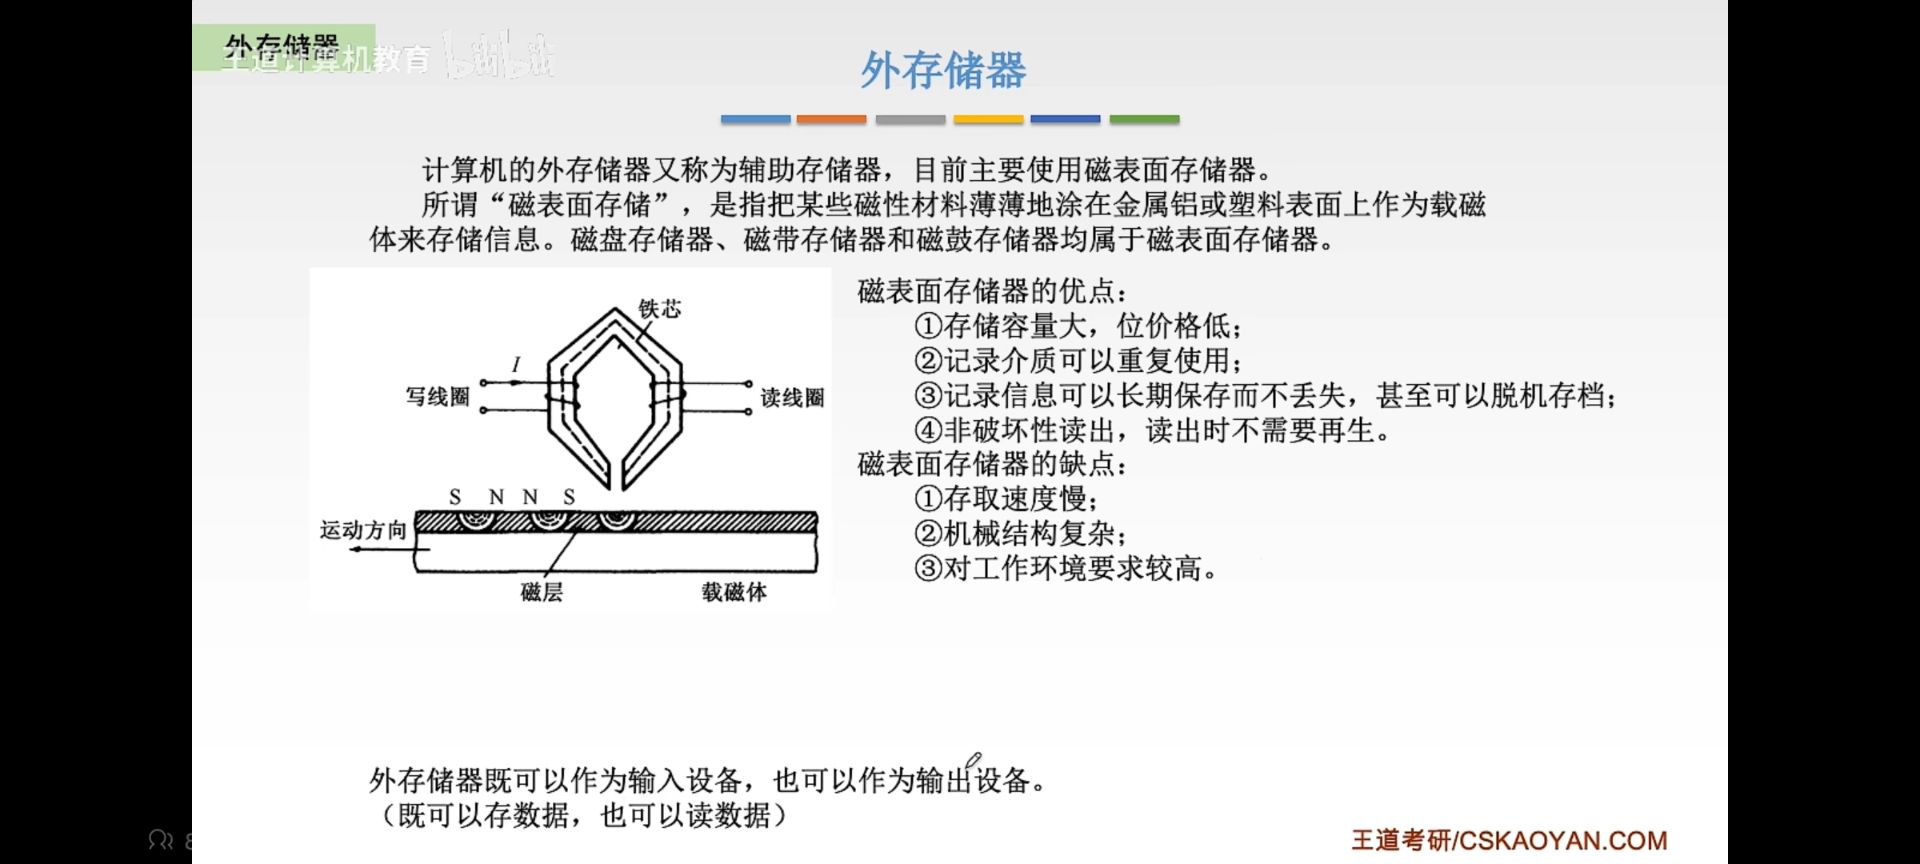 外存储器
王道计算机教育 bilibili
外存储器
计算机的外存储器又称为辅助存储器，目前主要使用磁表面存储器。
所谓“磁表面存储”，是指把某些磁性材料薄薄地涂在金属铝或塑料表面上作为载磁
体来存储信息。磁盘存储器、磁带存储器和磁鼓存储器均属于磁表面存储器。
铁芯
I
写线圈
读线圈
S N N S
运动方向
磁层
载磁体
磁表面存储器的优点：
①存储容量大，位价格低；
②记录介质可以重复使用；
③记录信息可以长期保存而不丢失，甚至可以脱机存档；
④非破坏性读出，读出时不需要再生。
磁表面存储器的缺点：
①存取速度慢；
②机械结构复杂；
③对工作环境要求较高。
外存储器既可以作为输入设备，也可以作为输出设备。
（既可以存数据，也可以读数据）
王道考研/CSKAOYAN.COM